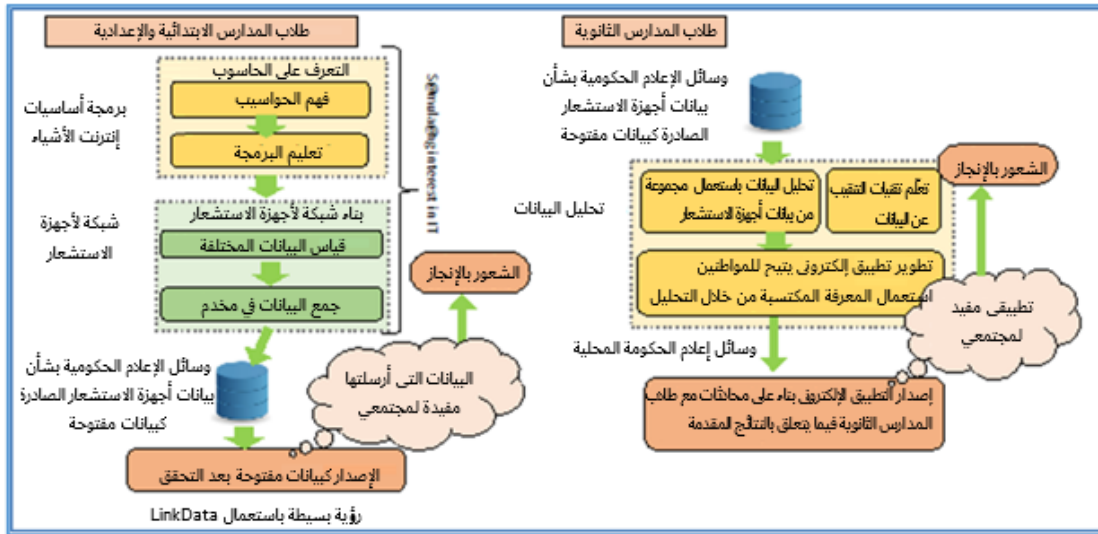 طلاب المدارس الابتدائية والإعدادية
التعرف على الحاسوب
فهم الحواسيب
تعليم البرمجة
برمجة أساسيات
إنترنت الأشياء
بناء شبكة لأجهزة الاستشعار
قياس البيانات المختلفة
جمع البيانات في مخدم
شبكة لأجهزة
الاستشعار
الشعور بالإنجاز
وسائل الإعلام الحكومية بشأن
بيانات أجهزة الاستشعار الصادرة
كبيانات مفتوحة
البيانات التى أرسلتها
مفيدة لمجتمعي
الإصدار كبيانات مفتوحة بعد التحقق
رؤية بسيطة باستعمال LinkData
طلاب المدارس الثانوية
وسائل الإعلام الحكومية بشأن
بيانات أجهزة الاستشعار
الصادرة كبيانات مفتوحة
الشعور بالإنجاز
تعلّم تقنيات التنقيب
عن البيانات
تحليل البيانات باستعمال مجموعة
من بيانات أجهزة الاستشعار
تحليل البيانات
تطوير تطبيق إلكترونى يتيح للمواطنين
استعمال المعرفة المكتسبة من خلال التحليل
تطبيقى مفيد
لمجتمعي
وسائل إعلام الحكومة المحلية
إصدار التطبيق الإلكترونى بناء على محادثات مع طلاب
المدارس الثانوية فيما يتعلق بالنتائج المقدمة